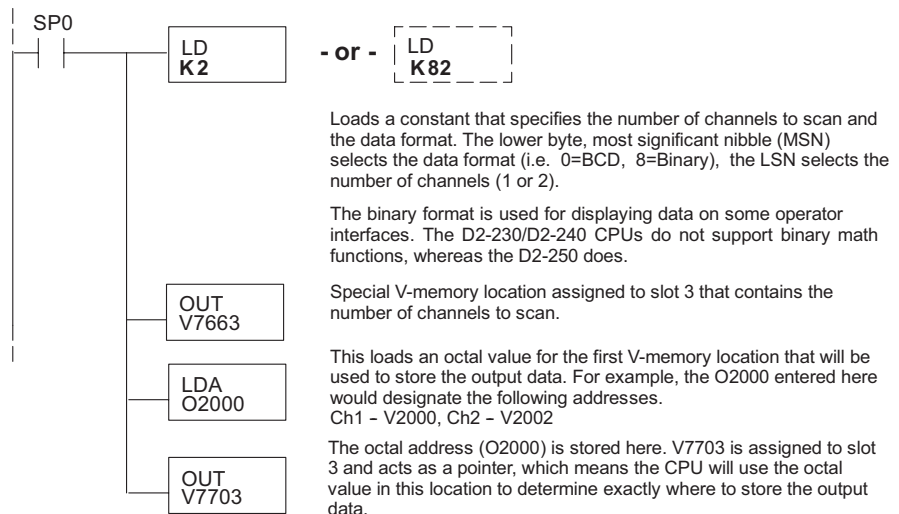 SP0
LD
K2
- or -
LD
K82
Loads a constant that specifies the number of channels to scan and
the data format. The lower byte, most significant nibble (MSN)
selects the data format (i.e. 0=BCD, 8=Binary), the LSN selects the
number of channels (1 or 2).
The binary format is used for displaying data on some operator
interfaces. The D2-230/D2-240 CPUs do not support binary math
functions, whereas the D2-250 does.
OUT
V7663
Special V-memory location assigned to slot 3 that contains the
number of channels to scan.
LDA
O2000
This loads an octal value for the first V-memory location that will be
used to store the output data. For example, the O2000 entered here
would designate the following addresses.
Ch1 – V2000, Ch2 – V2002
OUT
V7703
The octal address (O2000) is stored here. V7703 is assigned to slot
3 and acts as a pointer, which means the CPU will use the octal
value in this location to determine exactly where to store the output
data.